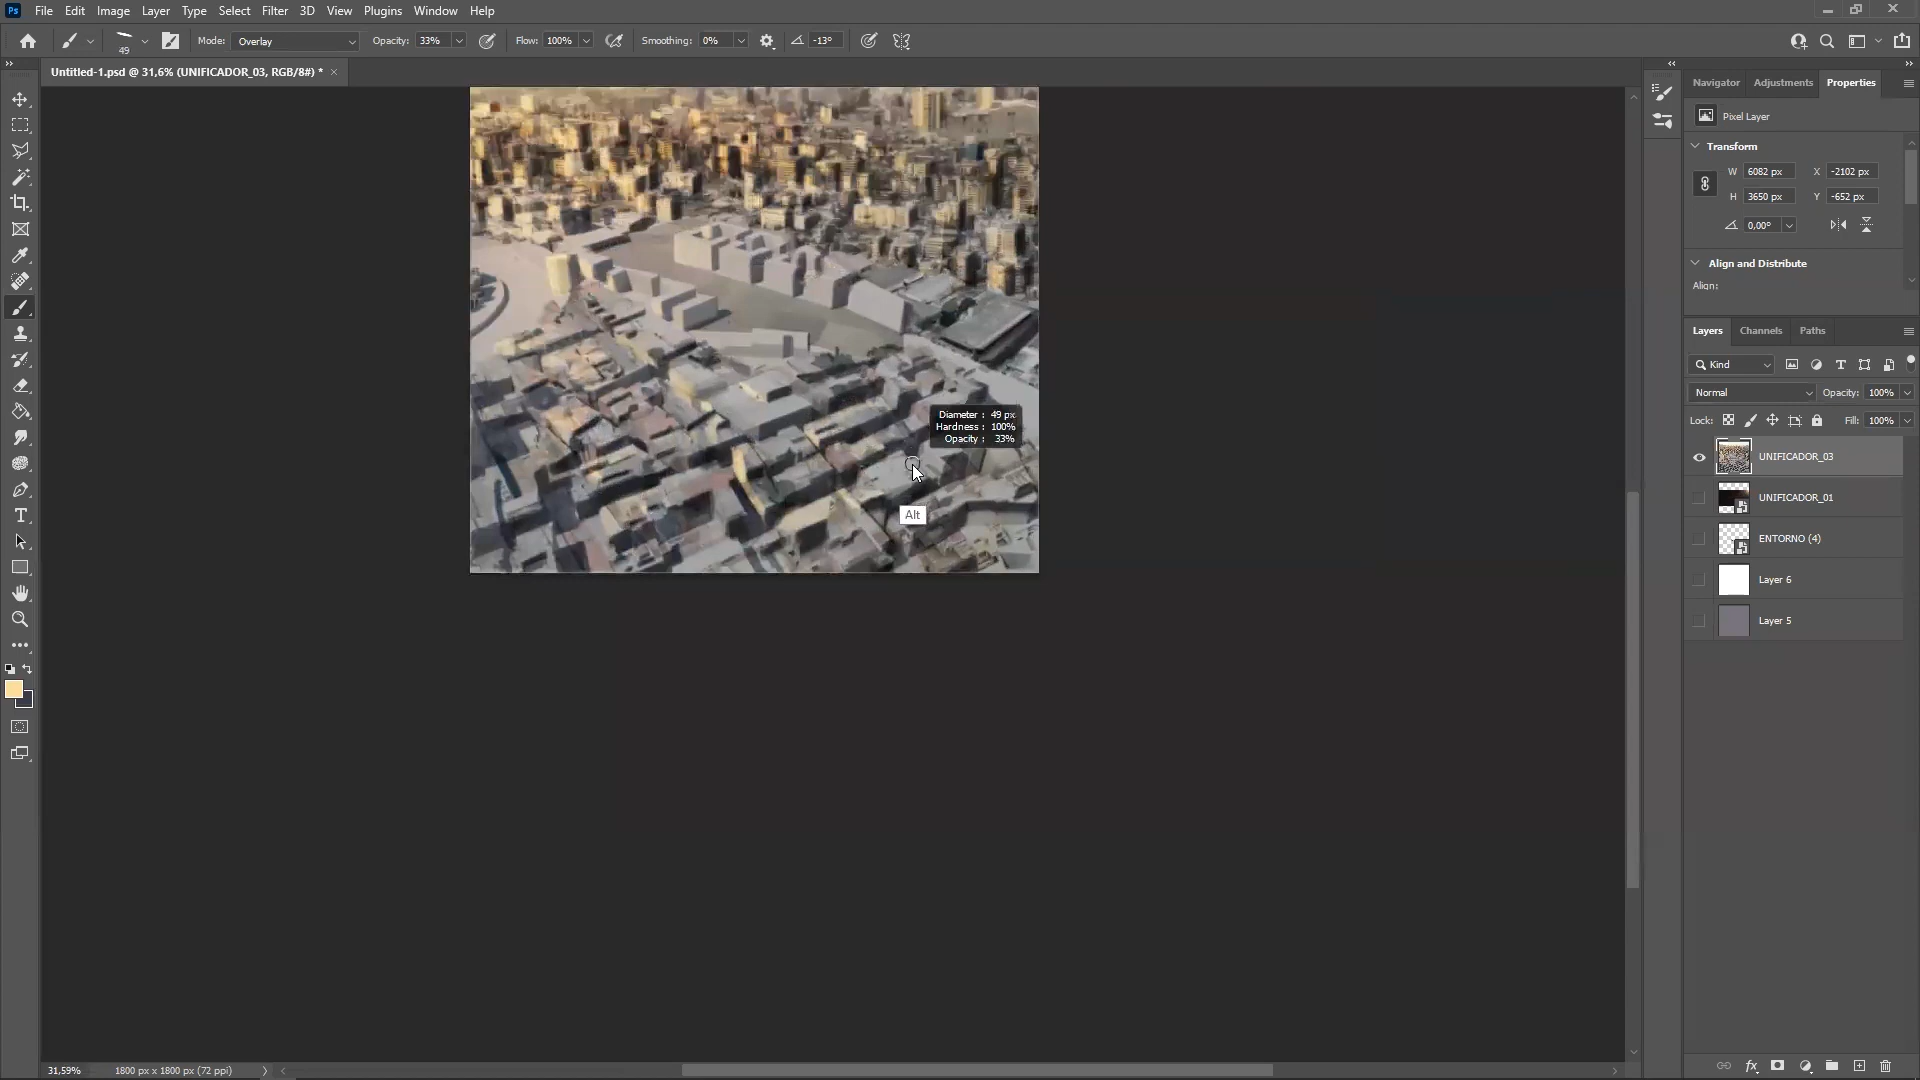 Ps File Edit Image Layer Type Select Filter 3D View Plugins Window Help
49 Mode: Overlay Opacity: 33% Flow: 100% Smoothing: 0% -13°
Untitled-1.psd @ 31,6% (UNIFICADOR_03, RGB/8#) * ×
Navigator Adjustments Properties
Pixel Layer
Transform
W 6082 px X -2102 px
H 3650 px Y -652 px
0,00°
Align and Distribute
Align:
Layers Channels Paths
Kind
Normal Opacity: 100%
Lock: Fill: 100%
UNIFICADOR_03
UNIFICADOR_01
ENTORNO (4)
Layer 6
Layer 5
Diameter : 49 px
Hardness : 100%
Opacity : 33%
Alt
31,59% 1800 px x 1800 px (72 ppi)